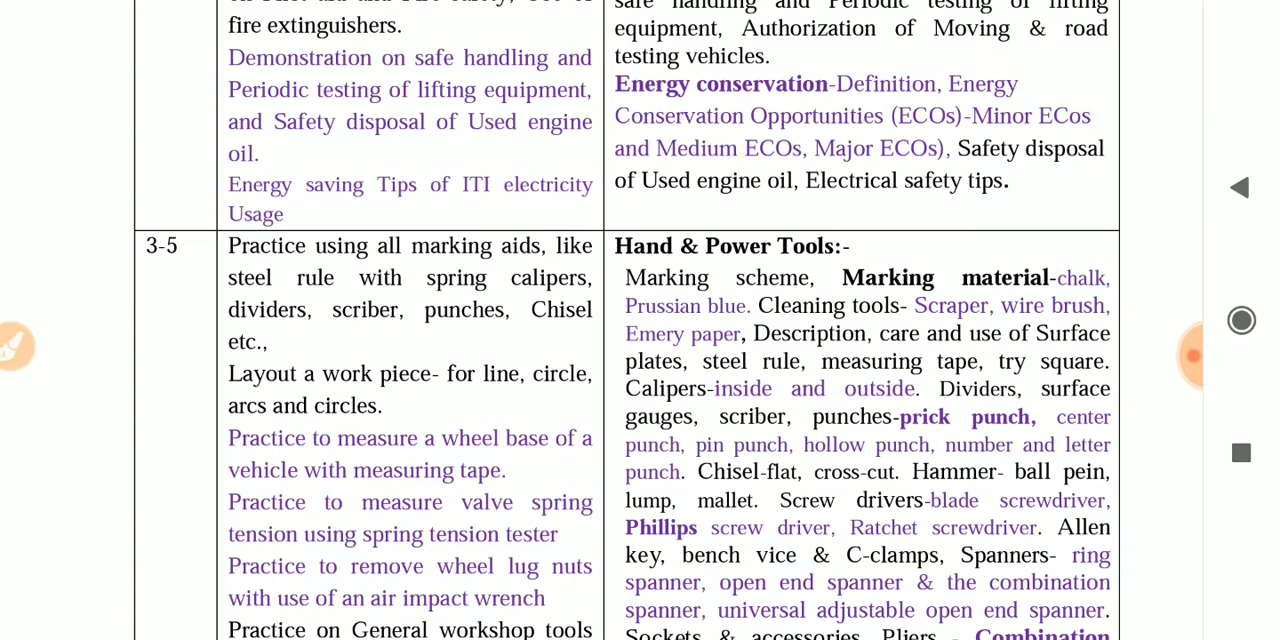 fire extinguishers.
Demonstration on safe handling and
Periodic testing of lifting equipment,
and Safety disposal of Used engine
oil.
Energy saving Tips of ITI electricity
Usage
safe handling and Periodic testing of lifting
equipment, Authorization of Moving & road
testing vehicles.
Energy conservation-Definition, Energy
Conservation Opportunities (ECOs)-Minor ECos
and Medium ECOs, Major ECOs), Safety disposal
of Used engine oil, Electrical safety tips.
3-5
Practice using all marking aids, like
steel rule with spring calipers,
dividers, scriber, punches, Chisel
etc.,
Layout a work piece- for line, circle,
arcs and circles.
Practice to measure a wheel base of a
vehicle with measuring tape.
Practice to measure valve spring
tension using spring tension tester
Practice to remove wheel lug nuts
with use of an air impact wrench
Practice on General workshop tools
Hand & Power Tools:-
Marking scheme, Marking material-chalk,
Prussian blue. Cleaning tools- Scraper, wire brush,
Emery paper, Description, care and use of Surface
plates, steel rule, measuring tape, try square.
Calipers-inside and outside. Dividers, surface
gauges, scriber, punches-prick punch, center
punch, pin punch, hollow punch, number and letter
punch. Chisel-flat, cross-cut. Hammer- ball pein,
lump, mallet. Screw drivers-blade screwdriver,
Phillips screw driver, Ratchet screwdriver. Allen
key, bench vice & C-clamps, Spanners- ring
spanner, open end spanner & the combination
spanner, universal adjustable open end spanner.
Sockets & accessories, Pliers - Combination